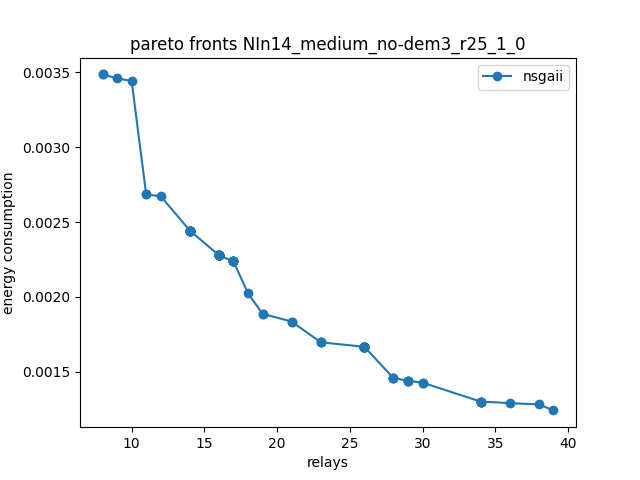 pareto fronts NIn14_medium_no-dem3_r25_1_0
nsgaii
0.0035
0.0030
0.0025
0.0020
0.0015
energy consumption
10 15 20 25 30 35 40
relays